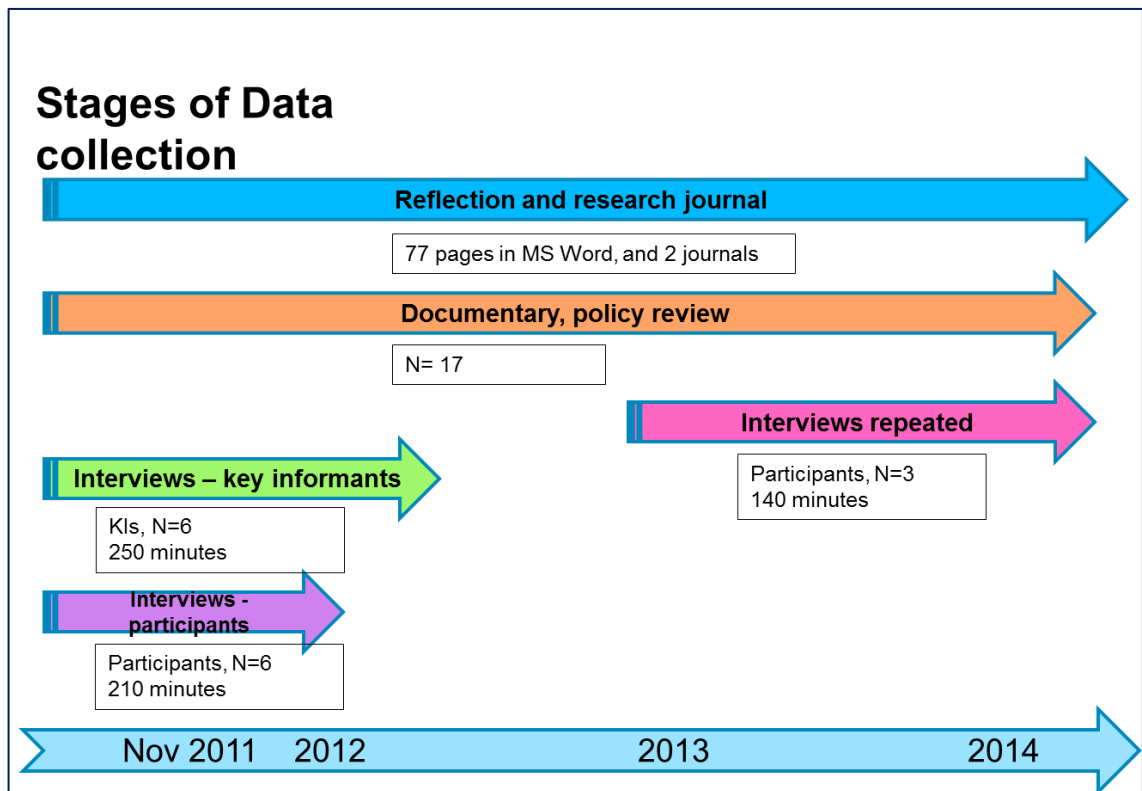 Stages of Data
collection
Reflection and research journal
77 pages in MS Word, and 2 journals
Documentary, policy review
N= 17
Interviews repeated
Participants, N=3
140 minutes
Interviews – key informants
KIs, N=6
250 minutes
Interviews -
participants
Participants, N=6
210 minutes
Nov 2011 2012 2013 2014